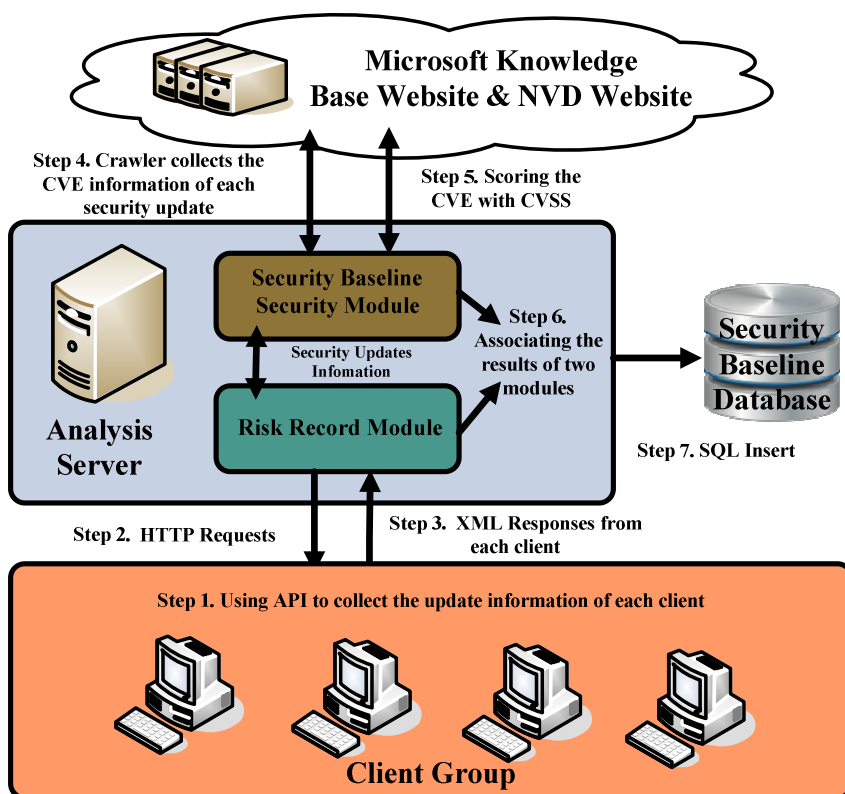 Microsoft Knowledge
Base Website & NVD Website
Step 4. Crawler collects the
CVE information of each
security update
Step 5. Scoring the
CVE with CVSS
Security Baseline
Security Module
Step 6.
Associating the
results of two
modules
Security Updates
Infomation
Risk Record Module
Analysis
Server
Security
Baseline
Database
Step 7. SQL Insert
Step 2. HTTP Requests
Step 3. XML Responses from
each client
Step 1. Using API to collect the update information of each client
Client Group